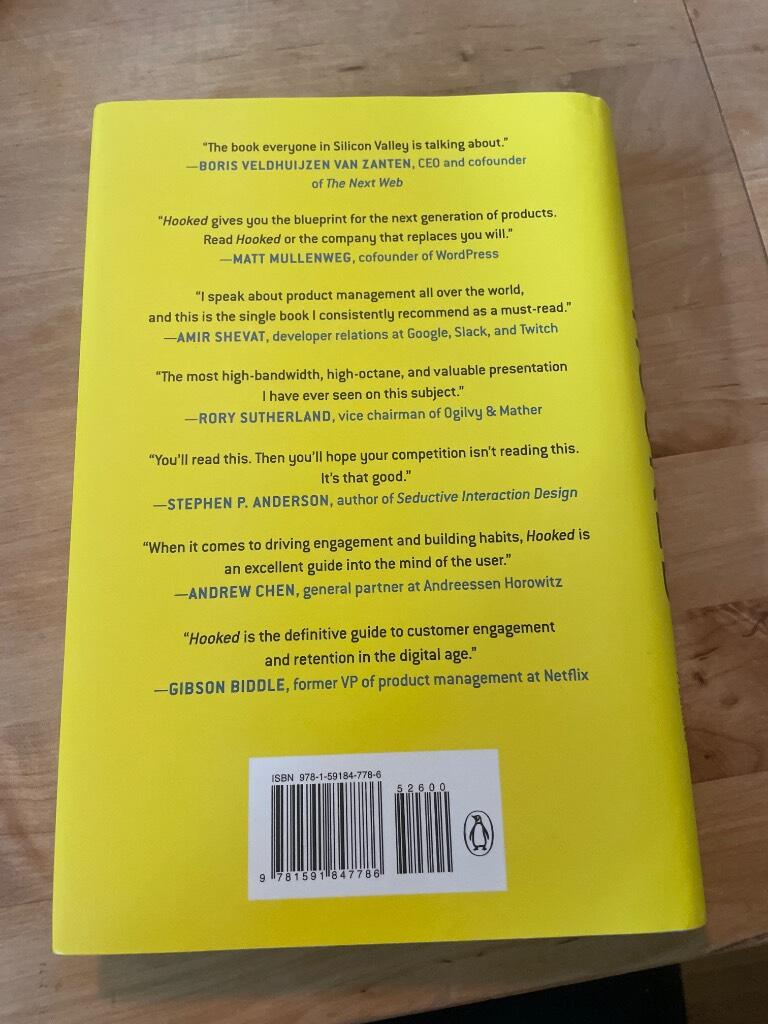 “The book everyone in Silicon Valley is talking about.”
—BORIS VELDHUIJZEN VAN ZANTEN, CEO and cofounder
of The Next Web
“Hooked gives you the blueprint for the next generation of products.
Read Hooked or the company that replaces you will.”
—MATT MULLENWEG, cofounder of WordPress
“I speak about product management all over the world,
and this is the single book I consistently recommend as a must-read.”
—AMIR SHEVAT, developer relations at Google, Slack, and Twitch
“The most high-bandwidth, high-octane, and valuable presentation
I have ever seen on this subject.”
—RORY SUTHERLAND, vice chairman of Ogilvy & Mather
“You’ll read this. Then you’ll hope your competition isn’t reading this.
It’s that good.”
—STEPHEN P. ANDERSON, author of Seductive Interaction Design
“When it comes to driving engagement and building habits, Hooked is
an excellent guide into the mind of the user.”
—ANDREW CHEN, general partner at Andreessen Horowitz
“Hooked is the definitive guide to customer engagement
and retention in the digital age.”
—GIBSON BIDDLE, former VP of product management at Netflix
ISBN 978-1-59184-778-6
52600
9 781591 847786